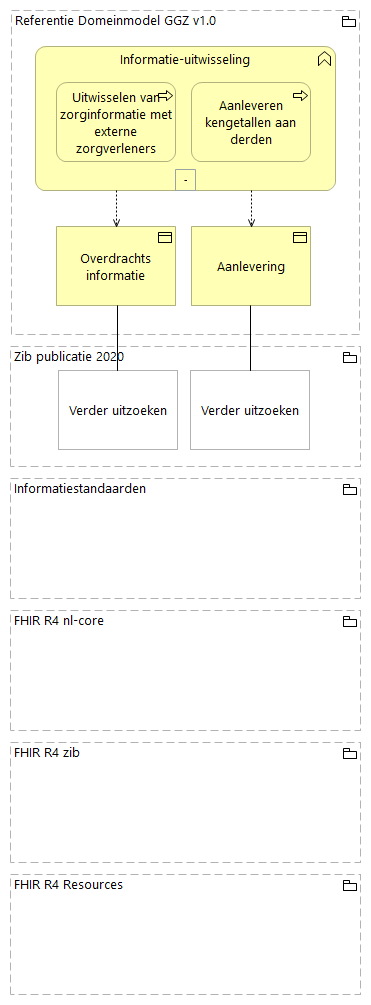 Referentie Domeinmodel GGZ v1.0
Informatie-uitwisseling
Uitwisselen van
zorginformatie met
externe
zorgverleners
Aanleveren
kengetallen aan
derden
-
Overdrachts
informatie
Aanlevering
Zib publicatie 2020
Verder uitzoeken
Verder uitzoeken
Informatiestandaarden
FHIR R4 nl-core
FHIR R4 zib
FHIR R4 Resources